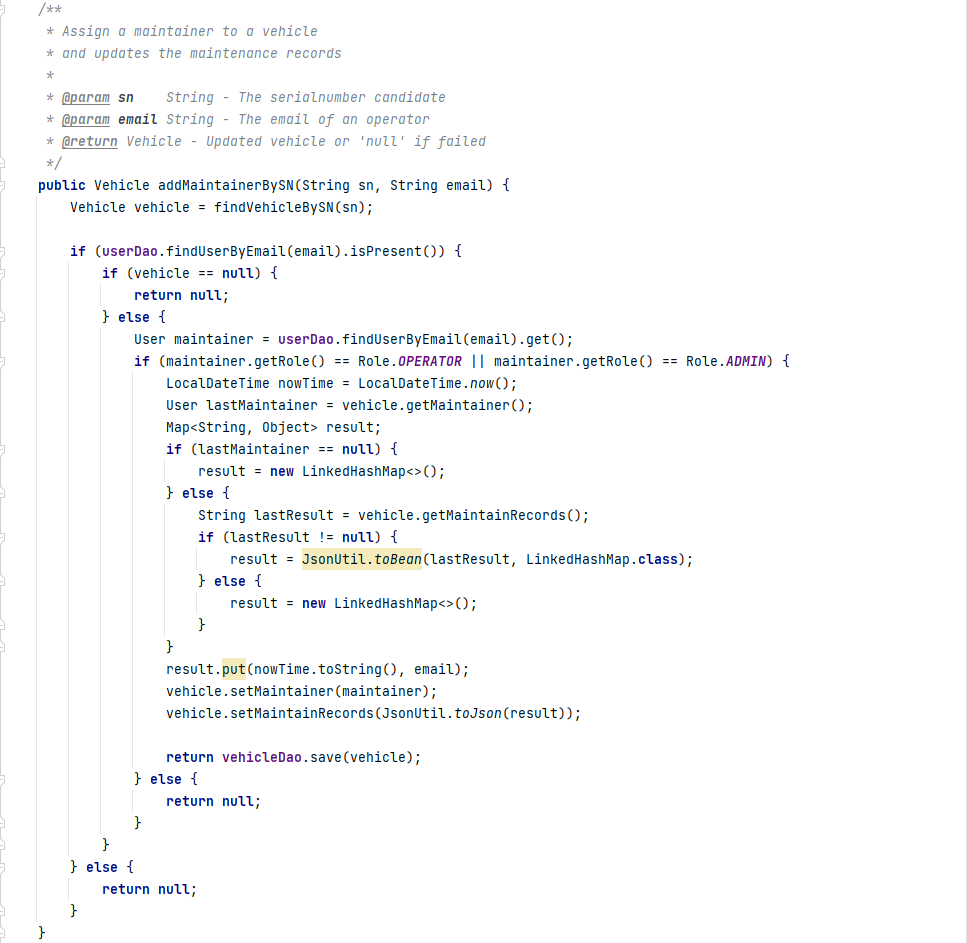 /**
 * Assign a maintainer to a vehicle
 * and updates the maintenance records
 *
 * @param sn    String - The serialnumber candidate
 * @param email String - The email of an operator
 * @return Vehicle - Updated vehicle or 'null' if failed
 */
public Vehicle addMaintainerBySN(String sn, String email) {
    Vehicle vehicle = findVehicleBySN(sn);

    if (userDao.findUserByEmail(email).isPresent()) {
        if (vehicle == null) {
            return null;
        } else {
            User maintainer = userDao.findUserByEmail(email).get();
            if (maintainer.getRole() == Role.OPERATOR || maintainer.getRole() == Role.ADMIN) {
                LocalDateTime nowTime = LocalDateTime.now();
                User lastMaintainer = vehicle.getMaintainer();
                Map<String, Object> result;
                if (lastMaintainer == null) {
                    result = new LinkedHashMap<>();
                } else {
                    String lastResult = vehicle.getMaintainRecords();
                    if (lastResult != null) {
                        result = JsonUtil.toBean(lastResult, LinkedHashMap.class);
                    } else {
                        result = new LinkedHashMap<>();
                    }
                }
                result.put(nowTime.toString(), email);
                vehicle.setMaintainer(maintainer);
                vehicle.setMaintainRecords(JsonUtil.toJson(result));

                return vehicleDao.save(vehicle);
            } else {
                return null;
            }
        }
    } else {
        return null;
    }
}